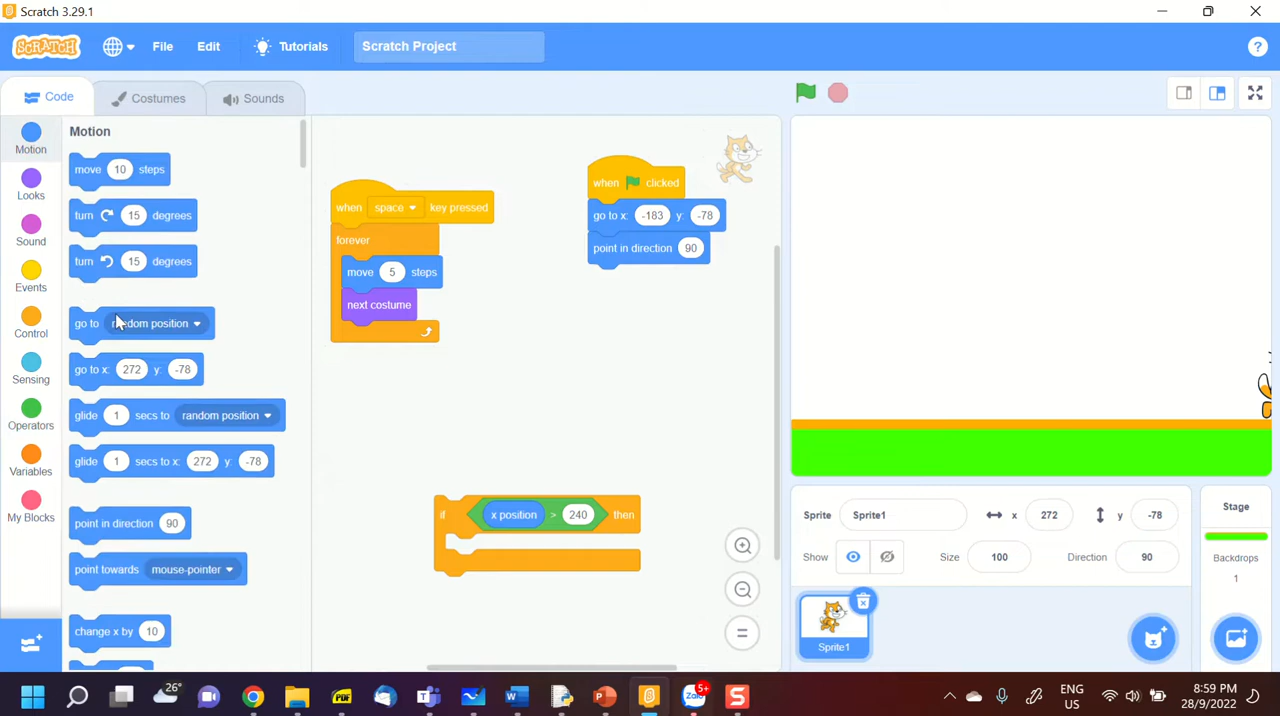 Scratch 3.29.1
SCRATCH File Edit Tutorials Scratch Project ?
Code Costumes Sounds
Motion
Looks
Sound
Events
Control
Sensing
Operators
Variables
My Blocks
Motion
move 10 steps
turn 15 degrees
turn 15 degrees
go to random position
go to x: 272 y: -78
glide 1 secs to random position
glide 1 secs to x: 272 y: -78
point in direction 90
point towards mouse-pointer
change x by 10
when space key pressed
forever
move 5 steps
next costume
when clicked
go to x: -183 y: -78
point in direction 90
if x position > 240 then
Sprite Sprite1 x 272 y -78
Show Size 100 Direction 90
Sprite1
Stage
Backdrops
1
26°
PDF
Zalo 5+
ENG
US
8:59 PM
28/9/2022